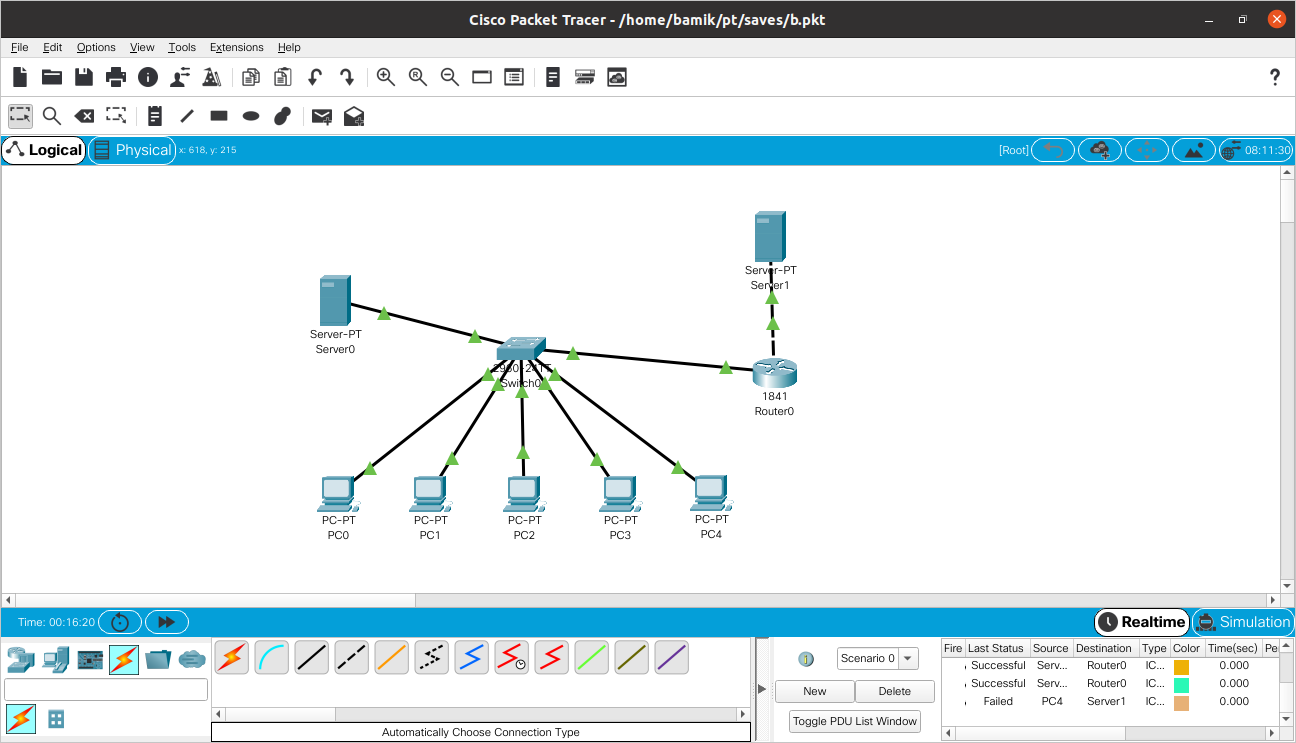 Cisco Packet Tracer - /home/bamik/pt/saves/b.pkt
File Edit Options View Tools Extensions Help
Logical Physical x: 618, y: 215 [Root] 08:11:30
Server-PT
Server1
Server-PT
Server0
2960-24TT
Switch0
1841
Router0
PC-PT PC-PT PC-PT PC-PT PC-PT
PC0 PC1 PC2 PC3 PC4
Time: 00:16:20 Realtime Simulation
Scenario 0
New Delete
Toggle PDU List Window
Fire Last Status Source Destination Type Color Time(sec) Pe
Successful Serv... Router0 IC... 0.000
Successful Serv... Router0 IC... 0.000
Failed PC4 Server1 IC... 0.000
Automatically Choose Connection Type